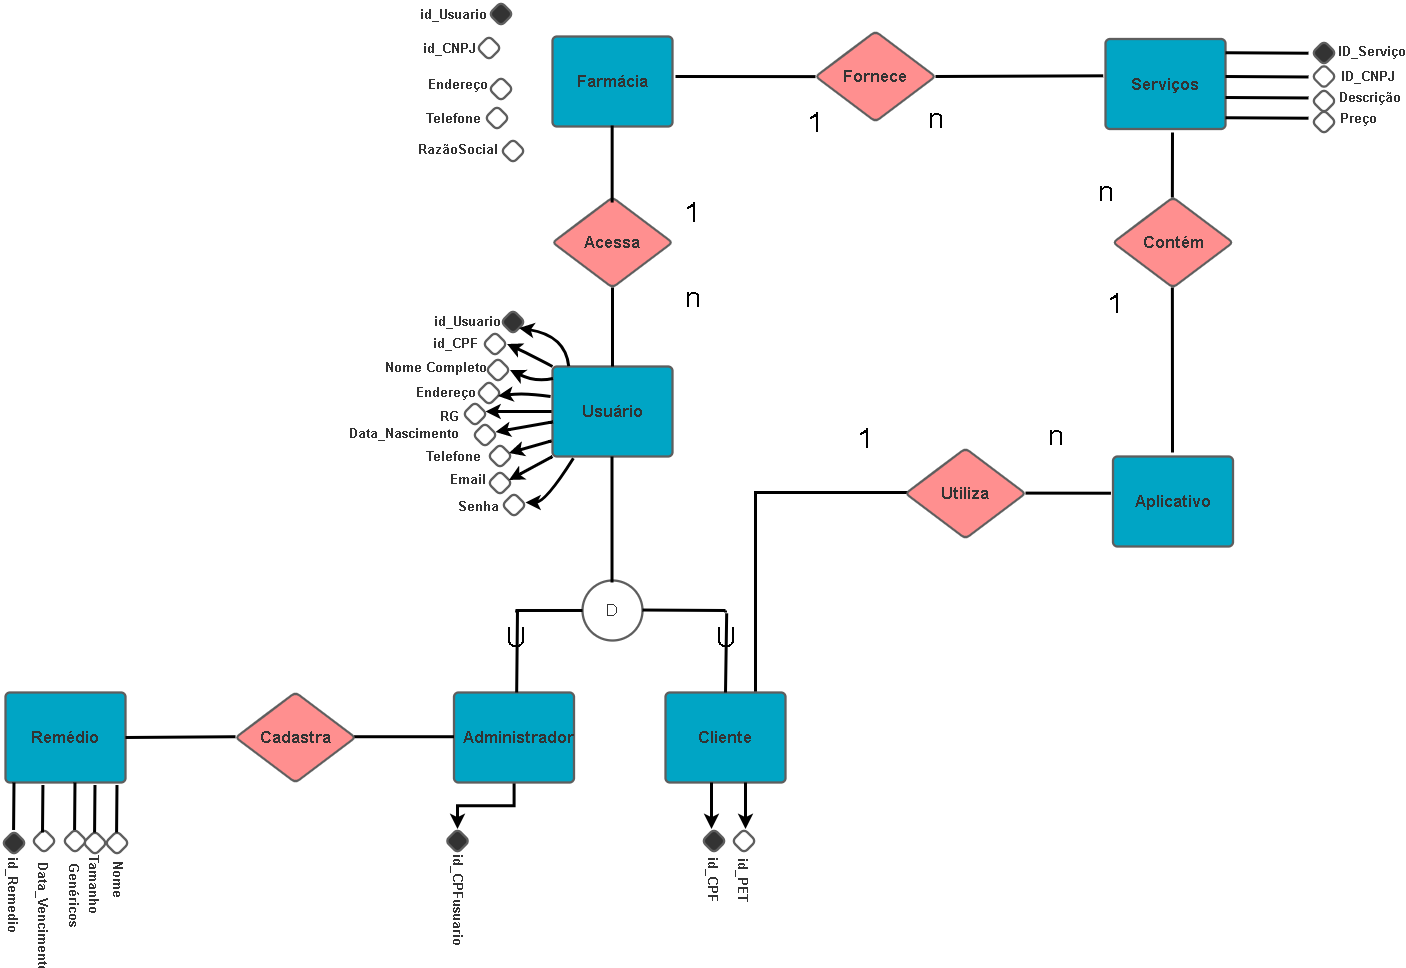 id_Usuario
id_CNPJ
Endereço
Telefone
RazãoSocial
Farmácia
Fornece
1
n
Serviços
ID_Serviço
ID_CNPJ
Descrição
Preço
Acessa
1
n
n
Contém
1
id_Usuario
id_CPF
Nome Completo
Endereço
RG
Data_Nascimento
Telefone
Email
Senha
Usuário
1
n
Utiliza
Aplicativo
D
U
U
Remédio
Cadastra
Administrador
Cliente
id_Remedio
Data_Vencimento
Genéricos
Tamanho
Nome
id_CPFusuario
id_CPF
id_PET